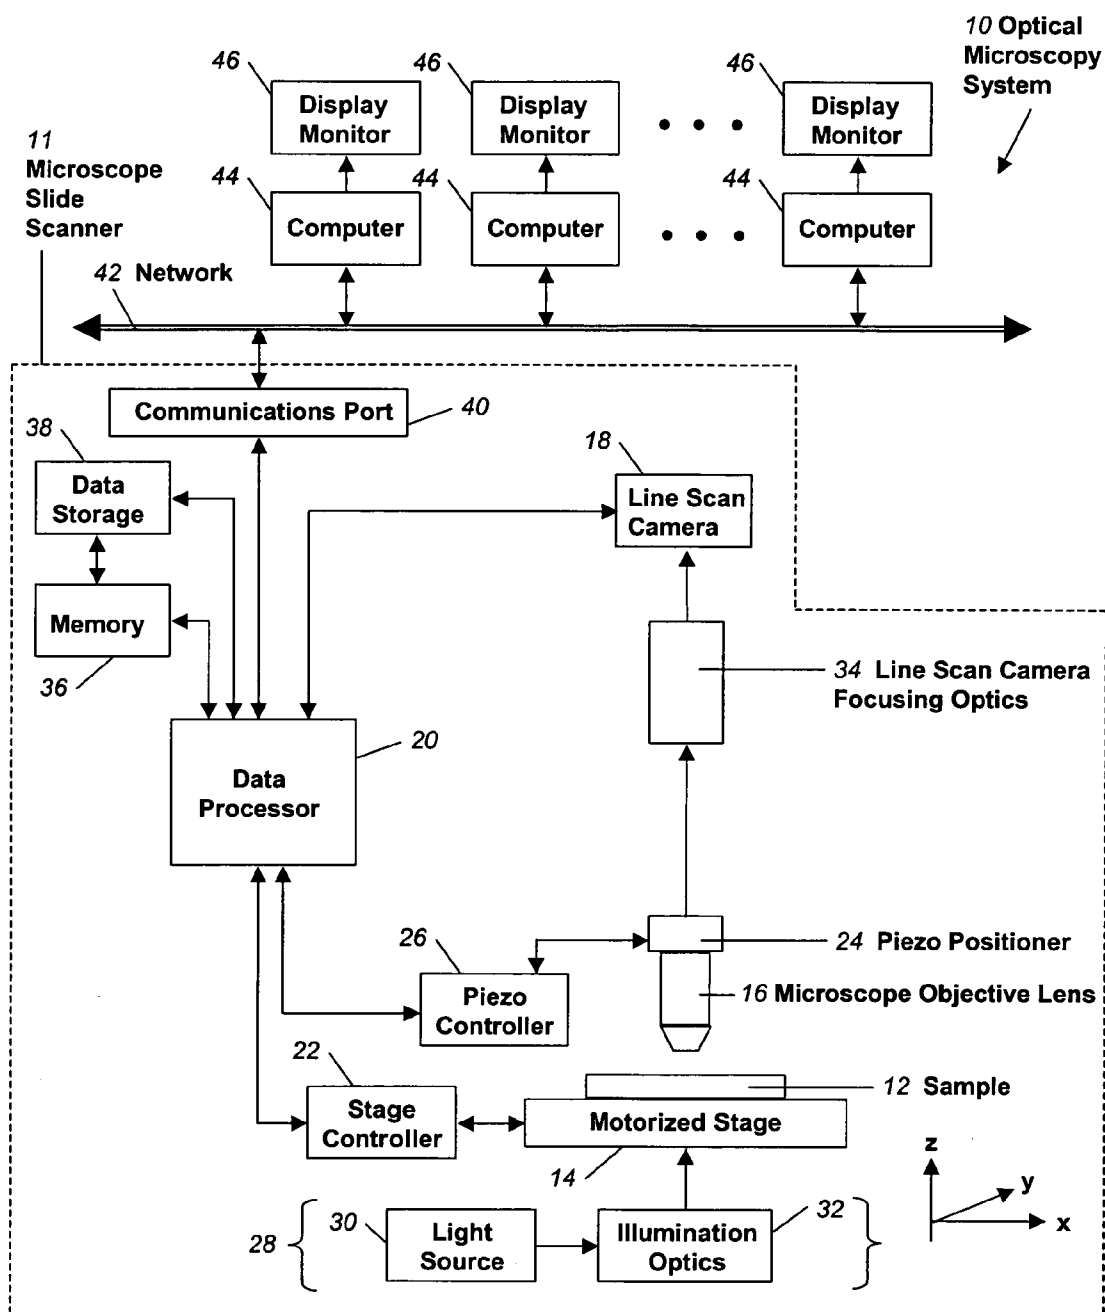 10 Optical
Microscopy
System
46 46 46
Display
Monitor
Display
Monitor
Display
Monitor
11
Microscope
Slide
Scanner
44 44 44
Computer Computer Computer
42 Network
Communications Port
40
38
Data
Storage
18
Line Scan
Camera
Memory
36
34 Line Scan Camera
Focusing Optics
20
Data
Processor
26
24 Piezo Positioner
Piezo
Controller
16 Microscope Objective Lens
22
12 Sample
Stage
Controller
Motorized Stage
14
z
y
x
28
30
Light
Source
Illumination
Optics
32